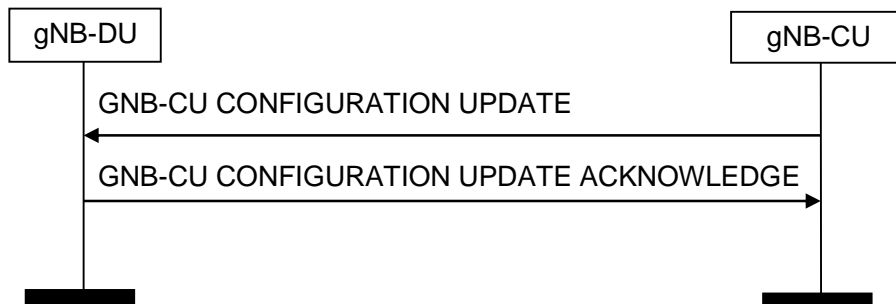 gNB-DU
gNB-CU
GNB-CU CONFIGURATION UPDATE
GNB-CU CONFIGURATION UPDATE ACKNOWLEDGE